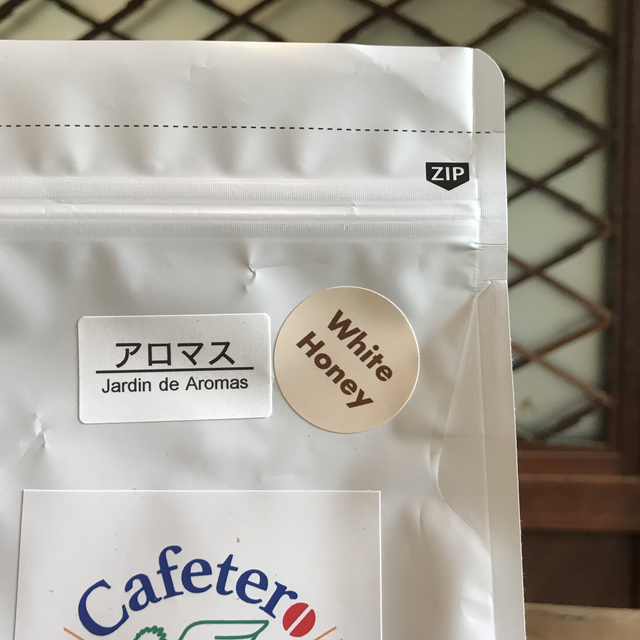 ZIP
アロマス
Jardin de Aromas
White
Honey
Cafetero